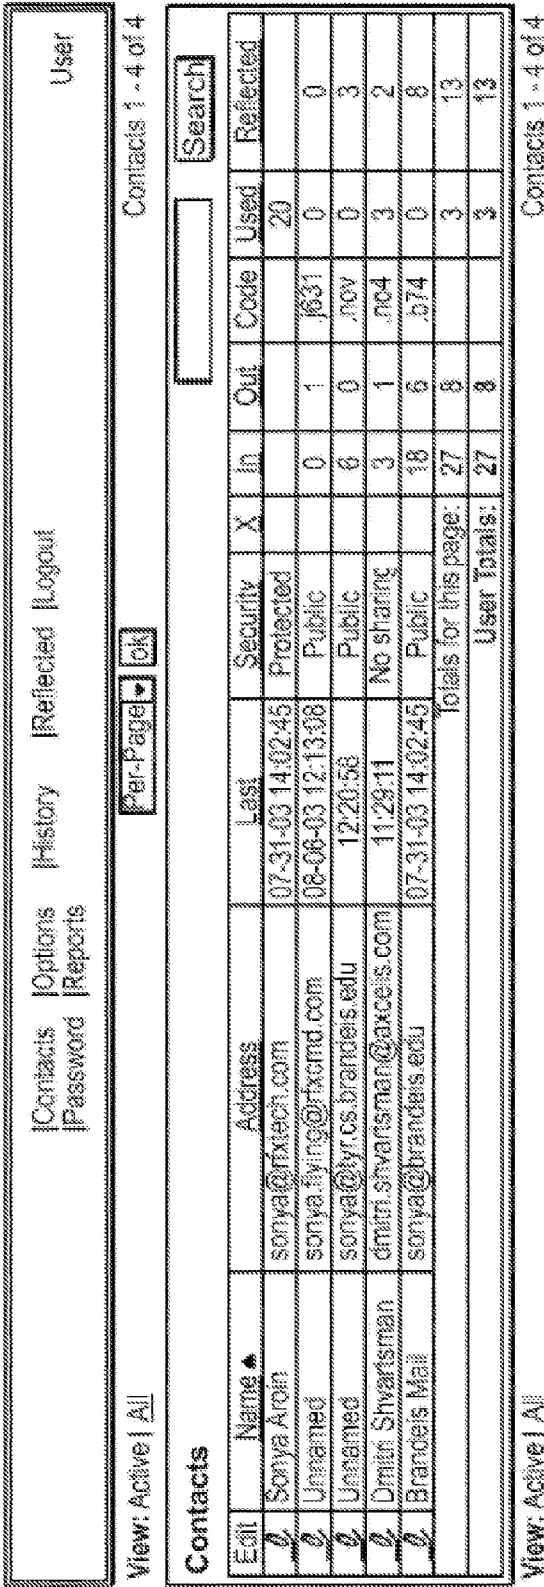 |Contacts |Options |History |Reflected |Logout User
|Password |Reports
View: Active | All Per-Page ok Contacts 1 - 4 of 4
Contacts Search
Edit Name Address Last Security X In Out Code Used Reflected
Sonya Aroin sonya@rfxtech.com 07-31-03 14:02:45 Protected 20
Unnamed sonya.flying@rfxcmd.com 08-06-03 12:13:08 Public 0 1 .j631 0 0
Unnamed sonya@tyr.cs.brandeis.edu 12:20:56 Public 6 0 .nov 0 3
Dmitri Shvartsman dmitri.shvartsman@axcelis.com 11:29:11 No sharing 3 1 .no4 3 2
Brandeis Mail sonya@brandeis.edu 07-31-03 14:02:45 Public 18 6 .b74 0 8
Totals for this page: 27 8 3 13
User Totals: 27 8 3 13
View: Active | All Contacts 1 - 4 of 4